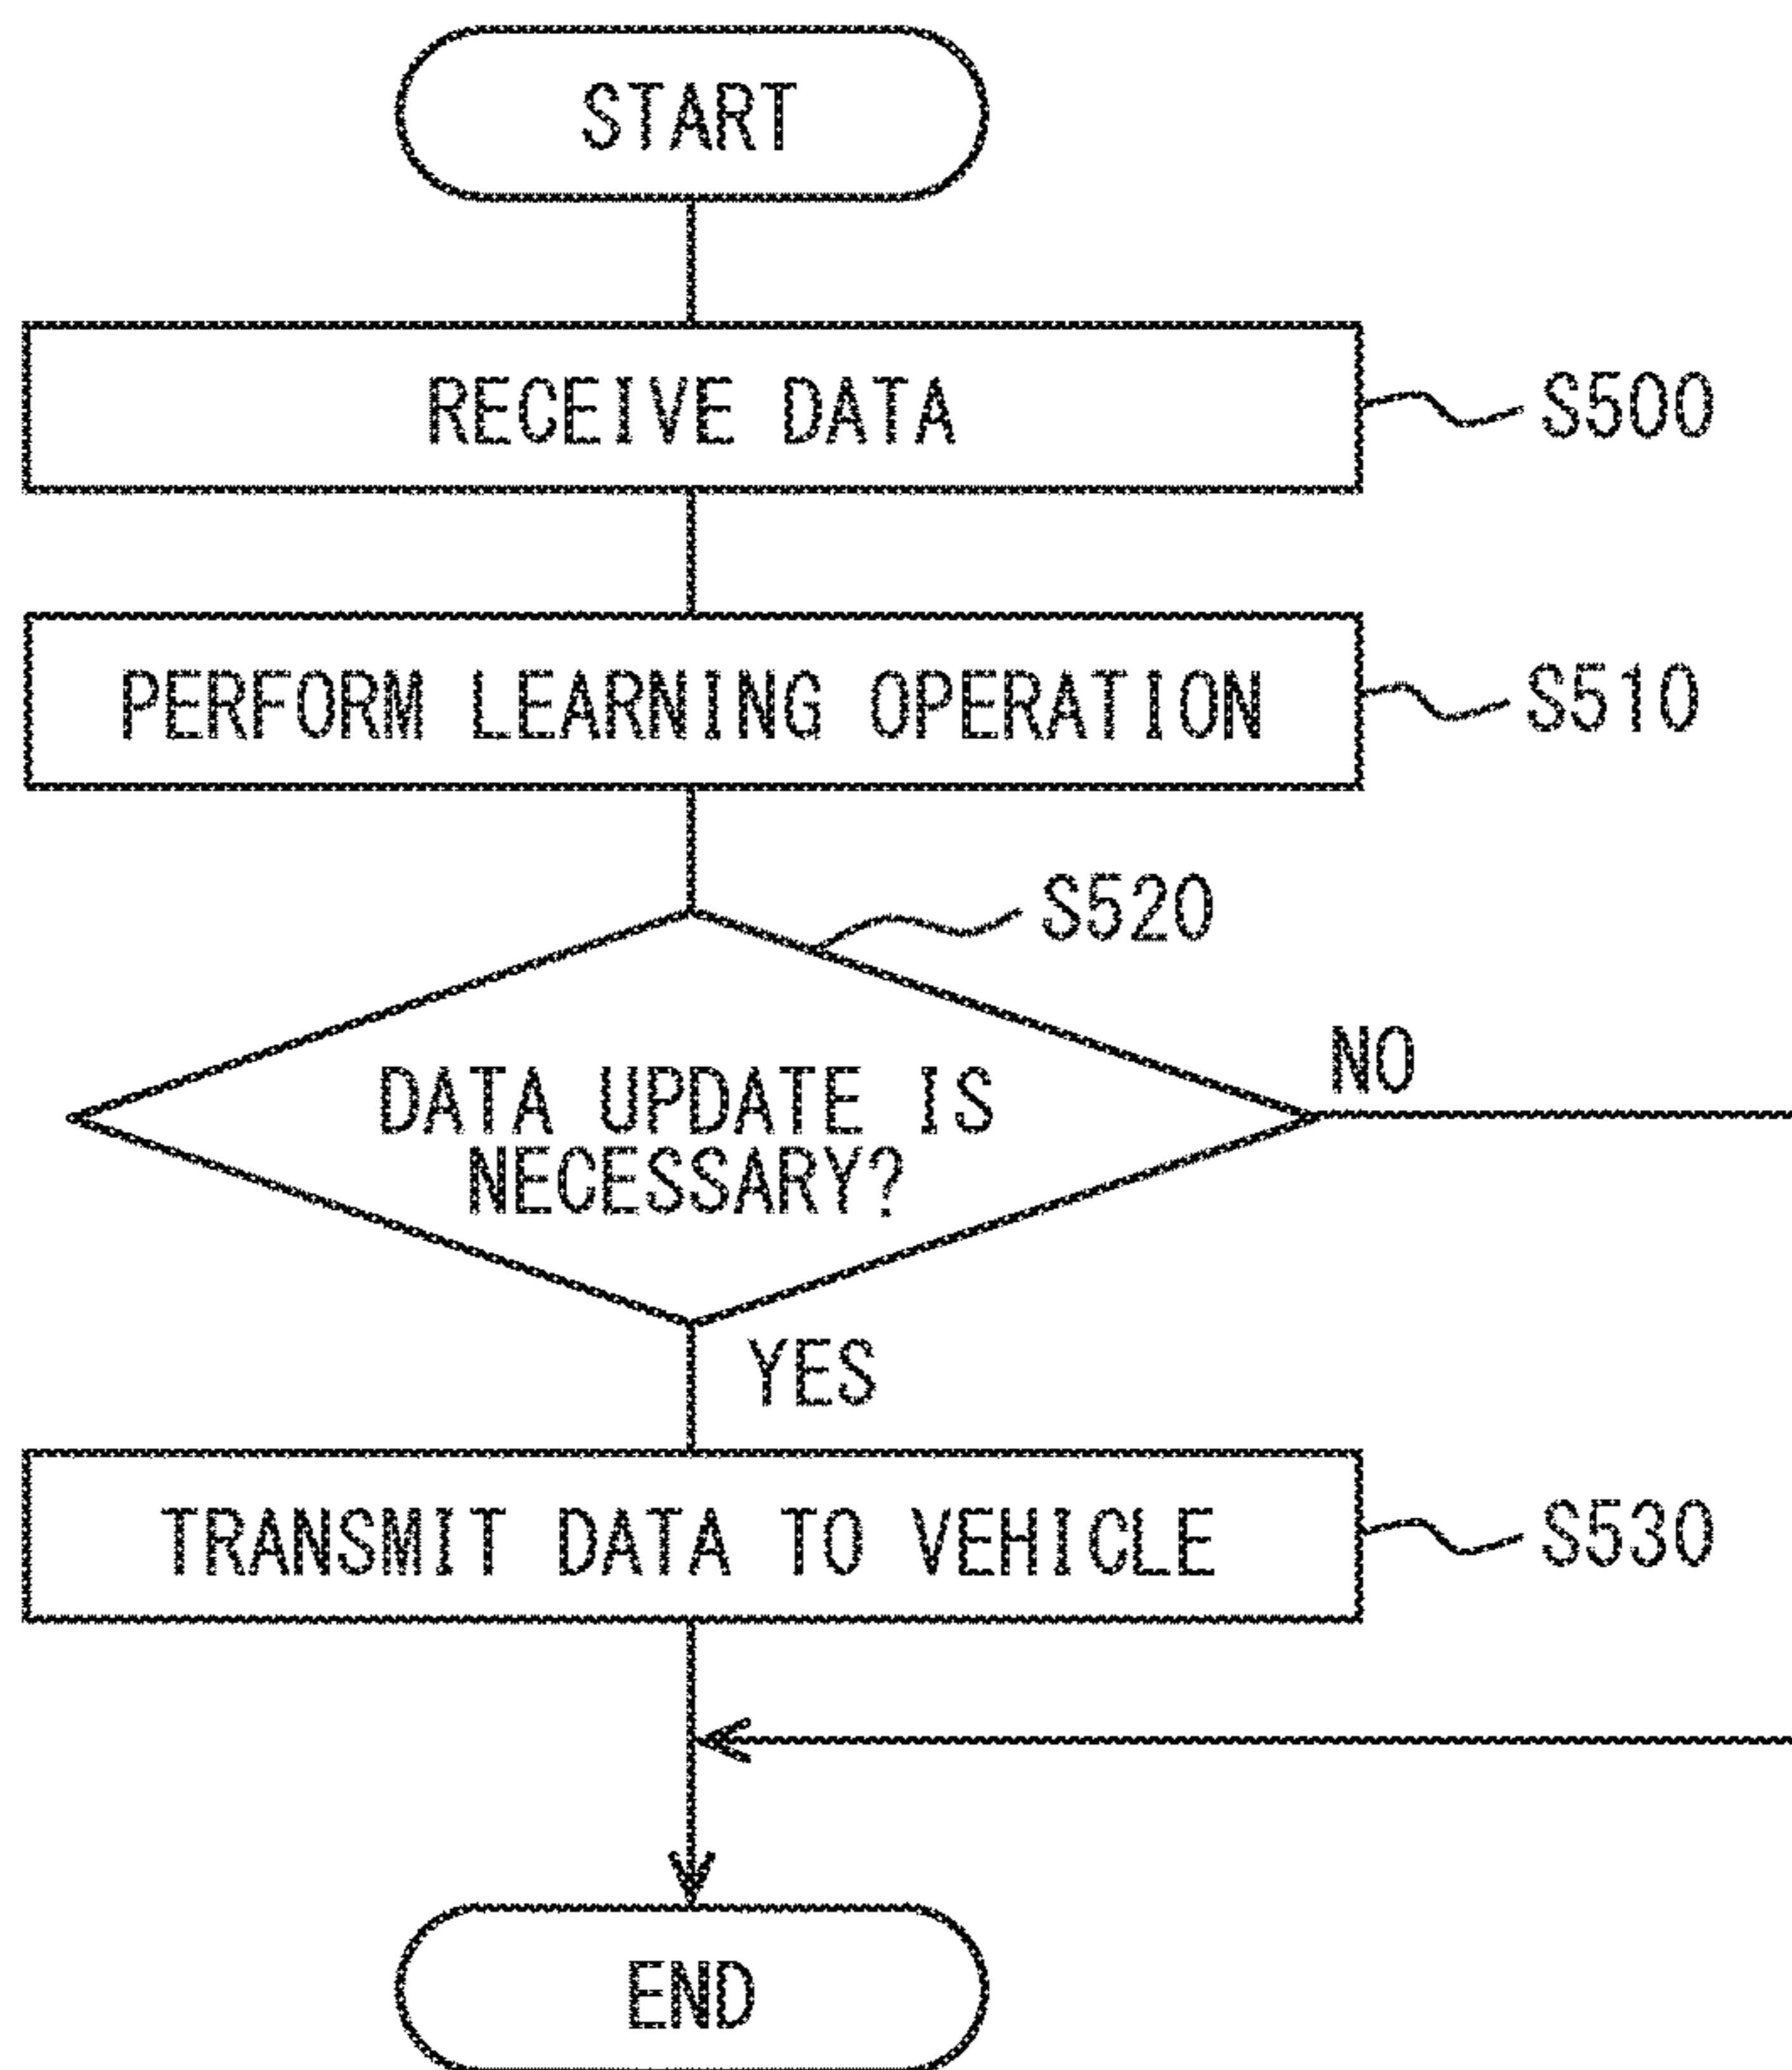 START
RECEIVE DATA
S500
PERFORM LEARNING OPERATION
S510
S520
DATA UPDATE IS
NECESSARY?
NO
YES
TRANSMIT DATA TO VEHICLE
S530
END